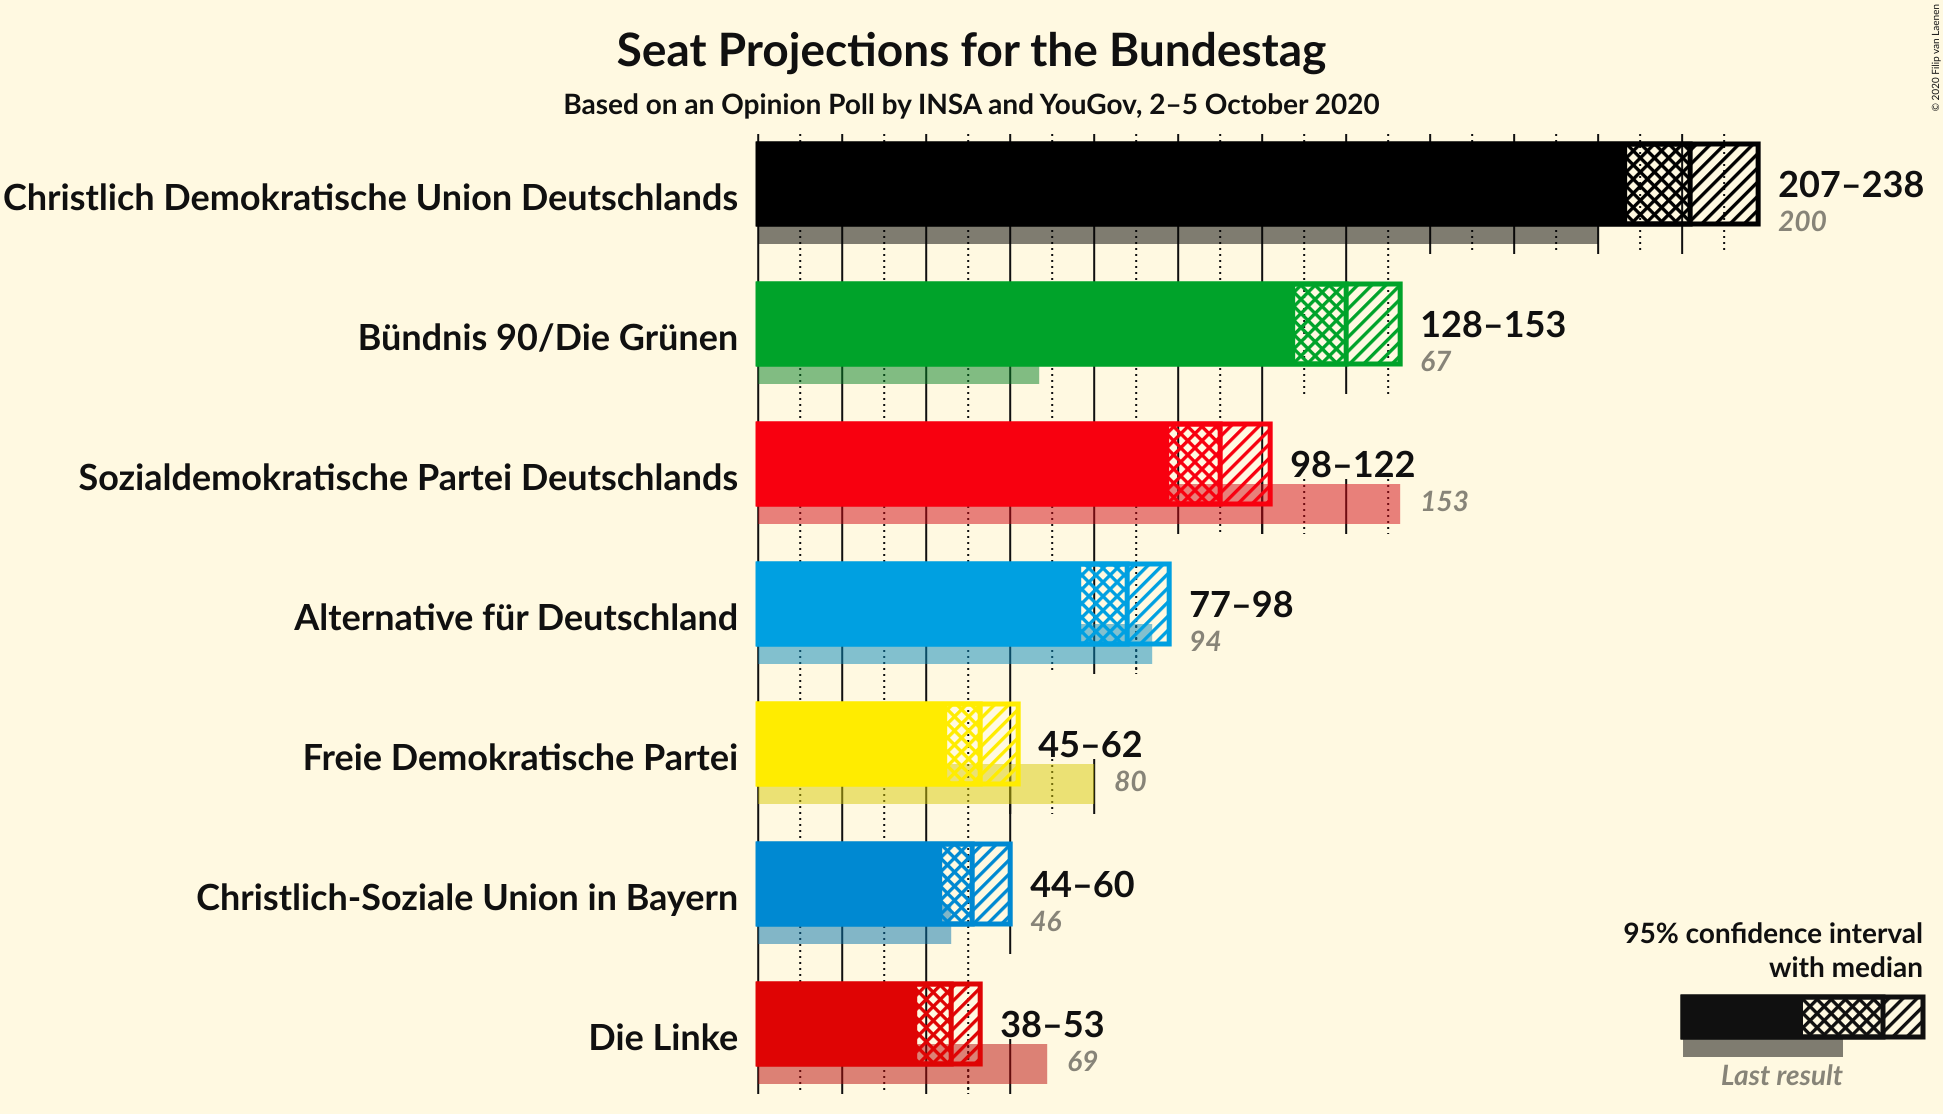 Seat Projections for the Bundestag
Based on an Opinion Poll by INSA and YouGov, 2–5 October 2020
© 2020 Filip van Laenen
Christlich Demokratische Union Deutschlands
207–238
200
Bündnis 90/Die Grünen
128–153
67
Sozialdemokratische Partei Deutschlands
98–122
153
Alternative für Deutschland
77–98
94
Freie Demokratische Partei
45–62
80
Christlich-Soziale Union in Bayern
44–60
46
Die Linke
38–53
69
95% confidence interval
with median
Last result